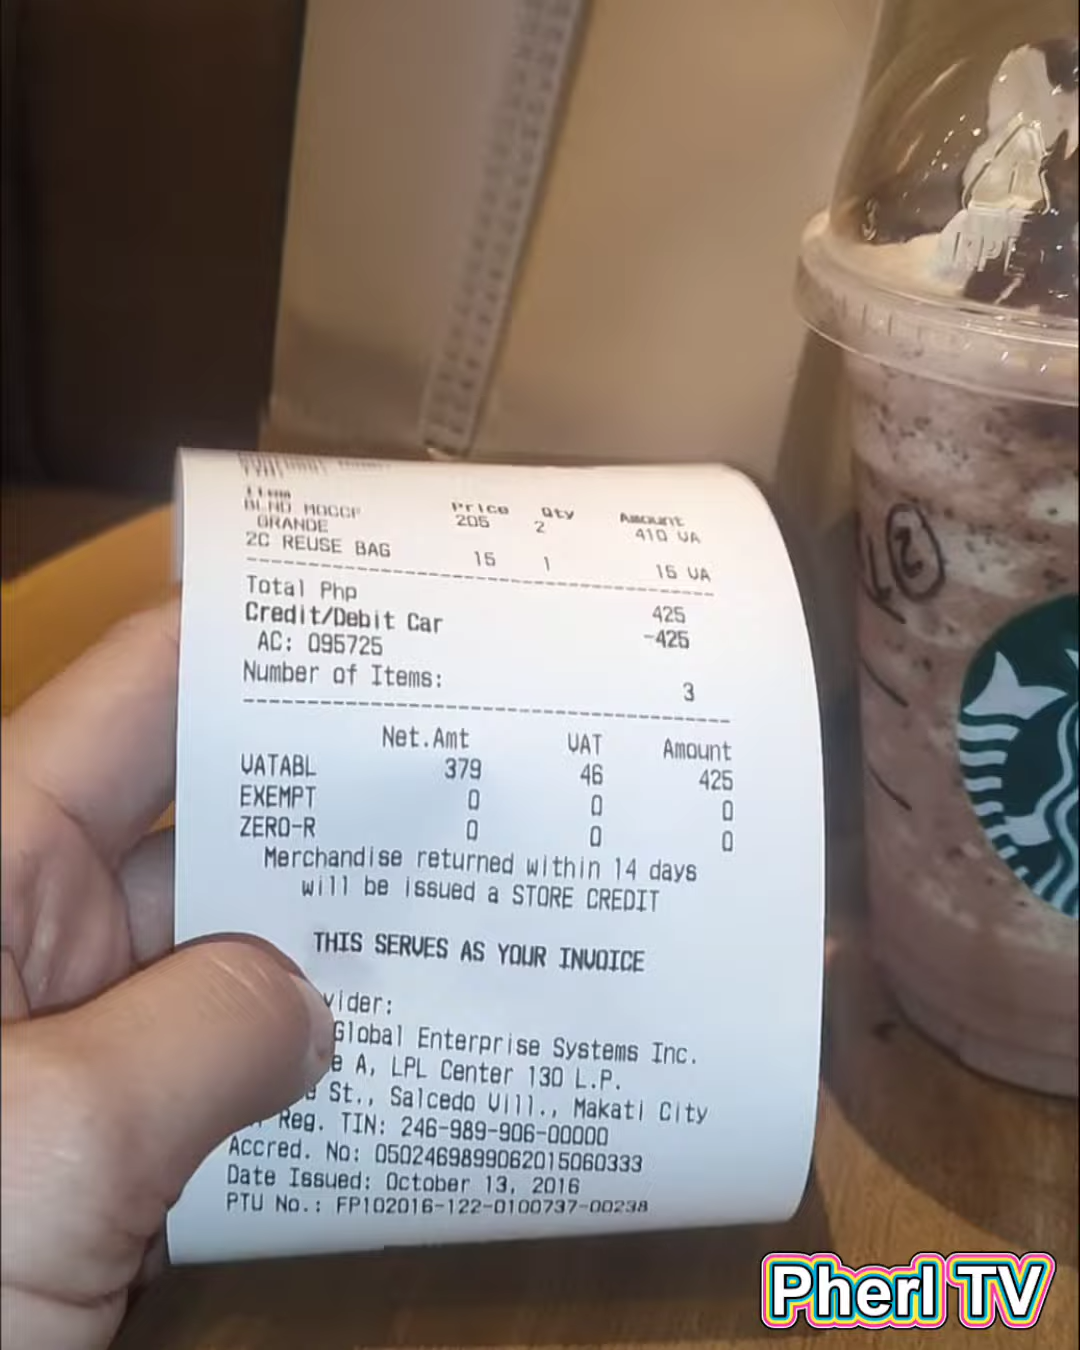 Item Price Qty Amount
BLND MOCCP
GRANDE 205 2 410 VA
2C REUSE BAG 15 1 15 VA
Total Php 425
Credit/Debit Car -425
AC: 095725
Number of Items: 3
Net.Amt VAT Amount
VATABL 379 46 425
EXEMPT 0 0 0
ZERO-R 0 0 0
Merchandise returned within 14 days
will be issued a STORE CREDIT
THIS SERVES AS YOUR INVOICE
vider:
Global Enterprise Systems Inc.
e A, LPL Center 130 L.P.
St., Salcedo Vill., Makati City
Reg. TIN: 246-989-906-00000
Accred. No: 0502469899062015060333
Date Issued: October 13, 2016
PTU No.: FP102016-122-0100737-00238
2
Pherl TV